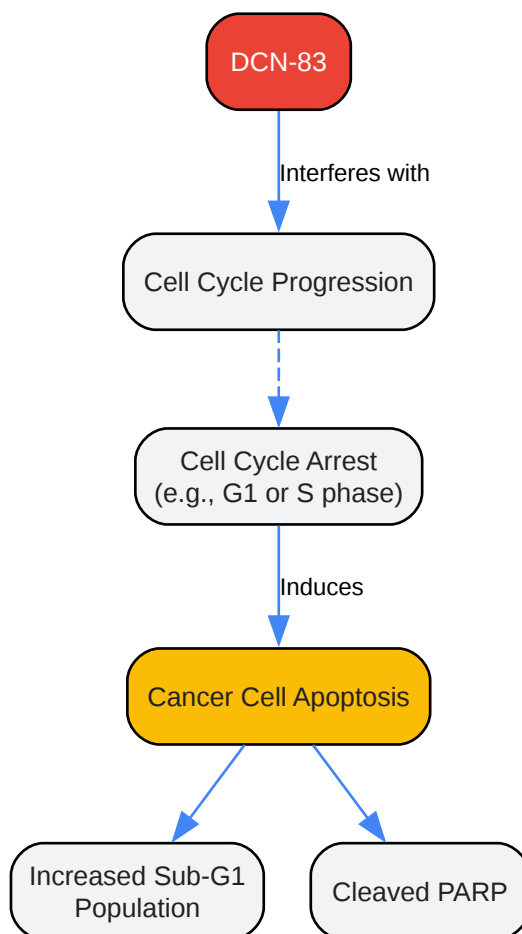 DCN-83
Interferes with
Cell Cycle Progression
Cell Cycle Arrest
(e.g., G1 or S phase)
Induces
Cancer Cell Apoptosis
Increased Sub-G1
Population
Cleaved PARP